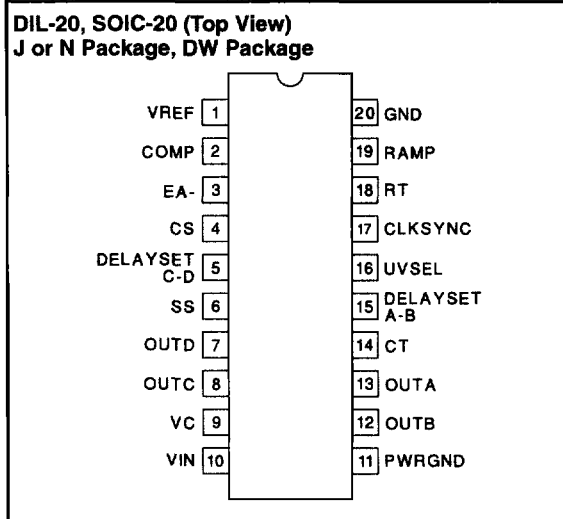 DIL-20, SOIC-20 (Top View)
J or N Package, DW Package
VREF 1
20 GND
COMP 2
19 RAMP
EA- 3
18 RT
CS 4
17 CLKSYNC
DELAYSET
C-D 5
16 UVSEL
SS 6
15 DELAYSET
A-B
OUTD 7
14 CT
OUTC 8
13 OUTA
VC 9
12 OUTB
VIN 10
11 PWRGND